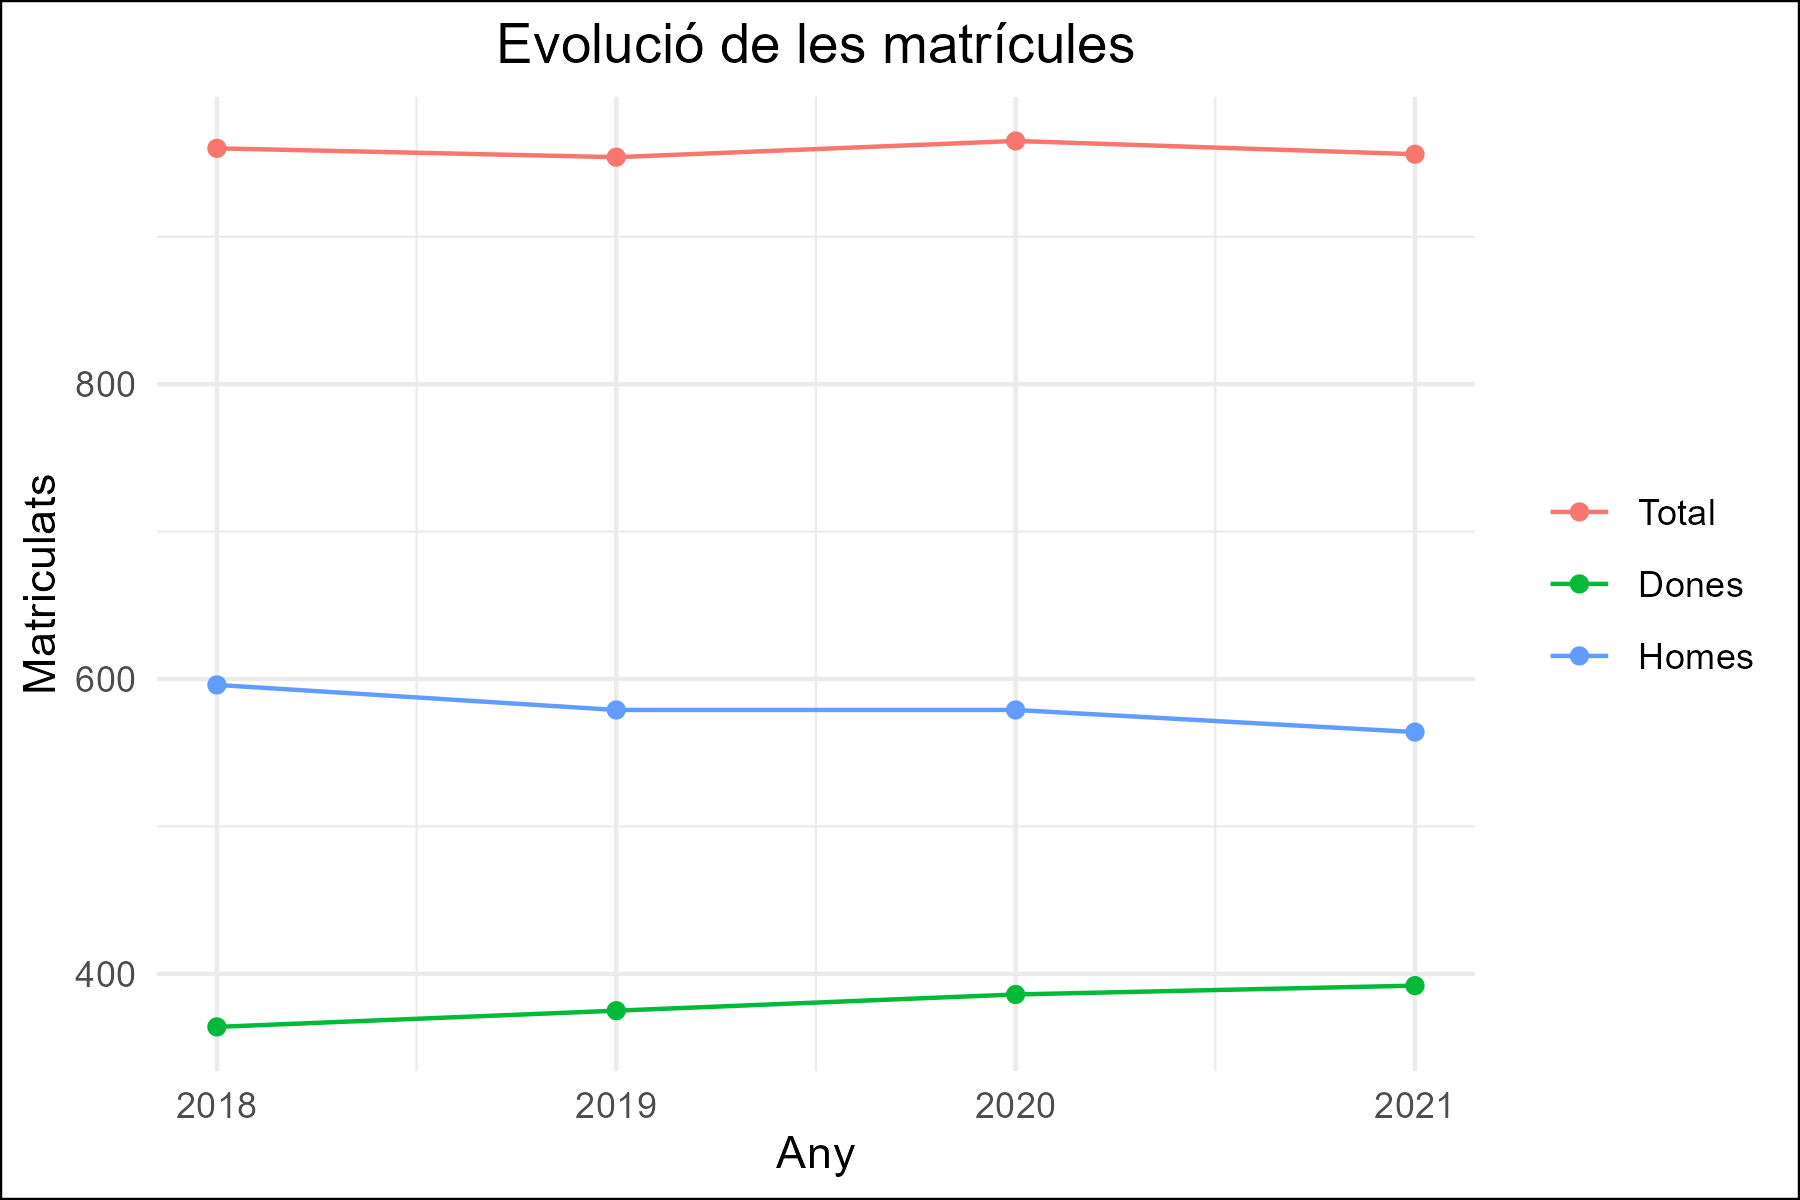 Evolució de les matrícules
Matriculats
800
600
400
2018
2019
2020
2021
Any
Total
Dones
Homes